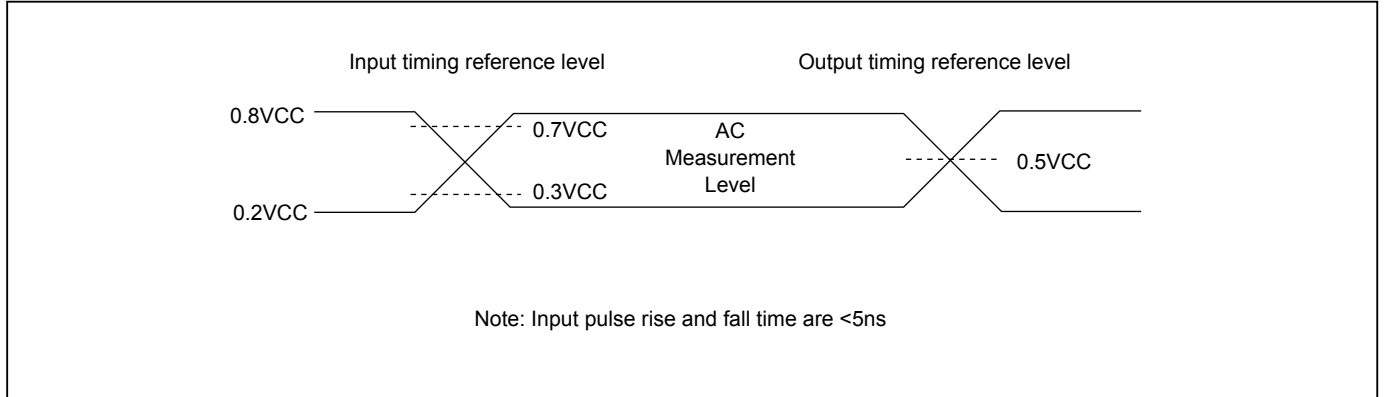 Input timing reference level
Output timing reference level
0.8VCC
0.7VCC
AC
Measurement
Level
0.5VCC
0.3VCC
0.2VCC
Note: Input pulse rise and fall time are <5ns